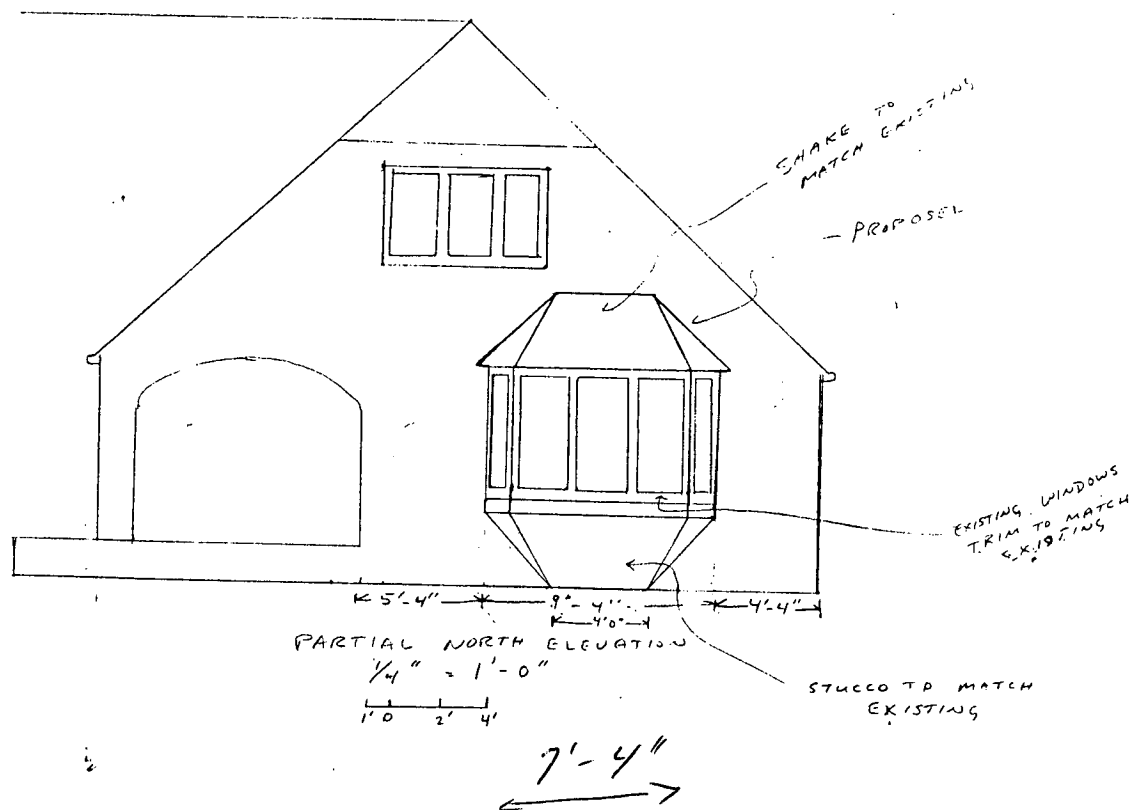 SHAKE TO
MATCH EXISTING
PROPOSEL
EXISTING WINDOWS
TRIM TO MATCH
EXISTING
5'-4" 9'-4" 4'-4"
4'0"
PARTIAL NORTH ELEVATION
1/4" = 1'-0"
1' 0 2' 4'
STUCCO TO MATCH
EXISTING
7'-4"